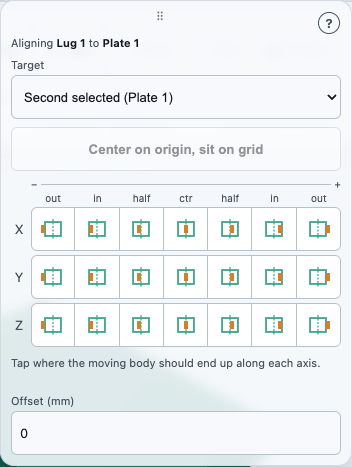 ?
Aligning Lug 1 to Plate 1
Target
Second selected (Plate 1)
Center on origin, sit on grid
− +
out in half ctr half in out
X
Y
Z
Tap where the moving body should end up along each axis.
Offset (mm)
0